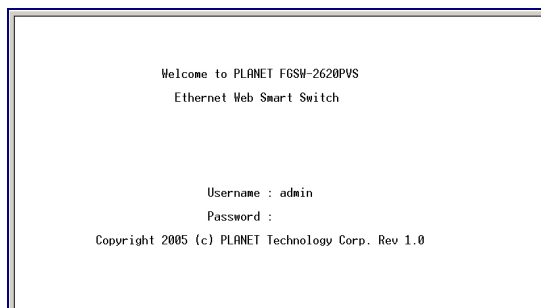 Welcome to PLANET FGSW-2620PVS
Ethernet Web Smart Switch
Username : admin
Password :
Copyright 2005 (c) PLANET Technology Corp. Rev 1.0